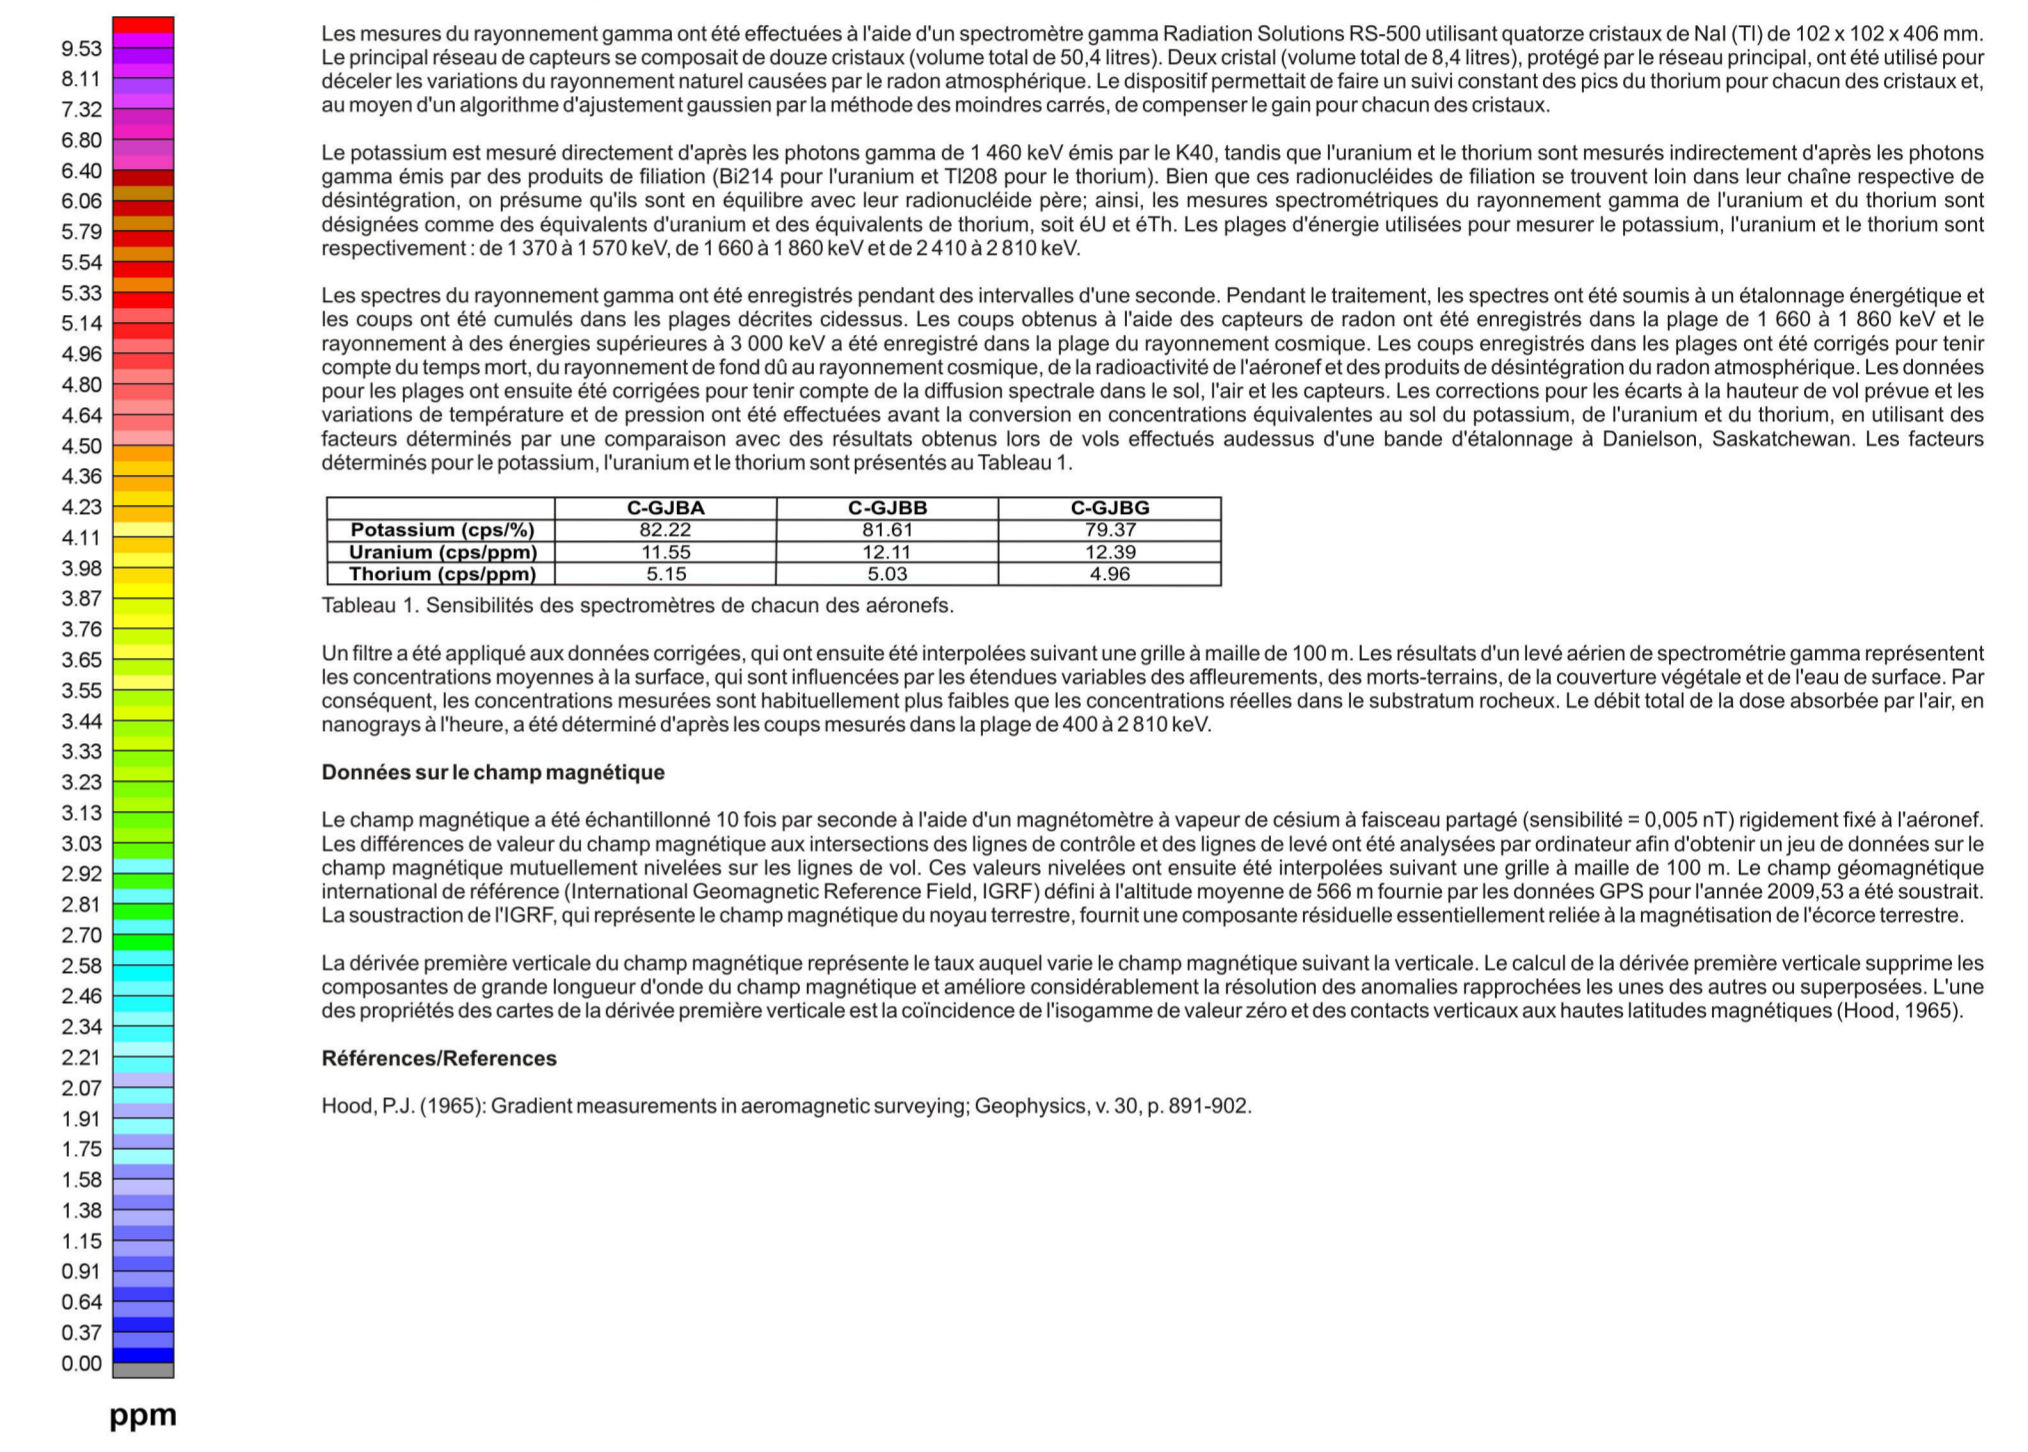 9.53
8.11
7.32
6.80
6.40
6.06
5.79
5.54
5.33
5.14
4.96
4.80
4.64
4.50
4.36
4.23
4.11
3.98
3.87
3.76
3.65
3.55
3.44
3.33
3.23
3.13
3.03
2.92
2.81
2.70
2.58
2.46
2.34
2.21
2.07
1.91
1.75
1.58
1.38
1.15
0.91
0.64
0.37
0.00
ppm
Les mesures du rayonnement gamma ont été effectuées à l'aide d'un spectromètre gamma Radiation Solutions RS-500 utilisant quatorze cristaux de NaI (Tl) de 102 x 102 x 406 mm.
Le principal réseau de capteurs se composait de douze cristaux (volume total de 50,4 litres). Deux cristal (volume total de 8,4 litres), protégé par le réseau principal, ont été utilisé pour
déceler les variations du rayonnement naturel causées par le radon atmosphérique. Le dispositif permettait de faire un suivi constant des pics du thorium pour chacun des cristaux et,
au moyen d'un algorithme d'ajustement gaussien par la méthode des moindres carrés, de compenser le gain pour chacun des cristaux.
Le potassium est mesuré directement d'après les photons gamma de 1 460 keV émis par le K40, tandis que l'uranium et le thorium sont mesurés indirectement d'après les photons
gamma émis par des produits de filiation (Bi214 pour l'uranium et Tl208 pour le thorium). Bien que ces radionucléides de filiation se trouvent loin dans leur chaîne respective de
désintégration, on présume qu'ils sont en équilibre avec leur radionucléide père; ainsi, les mesures spectrométriques du rayonnement gamma de l'uranium et du thorium sont
désignées comme des équivalents d'uranium et des équivalents de thorium, soit éU et éTh. Les plages d'énergie utilisées pour mesurer le potassium, l'uranium et le thorium sont
respectivement : de 1 370 à 1 570 keV, de 1 660 à 1 860 keV et de 2 410 à 2 810 keV.
Les spectres du rayonnement gamma ont été enregistrés pendant des intervalles d'une seconde. Pendant le traitement, les spectres ont été soumis à un étalonnage énergétique et
les coups ont été cumulés dans les plages décrites cidessus. Les coups obtenus à l'aide des capteurs de radon ont été enregistrés dans la plage de 1 660 à 1 860 keV et le
rayonnement à des énergies supérieures à 3 000 keV a été enregistré dans la plage du rayonnement cosmique. Les coups enregistrés dans les plages ont été corrigés pour tenir
compte du temps mort, du rayonnement de fond dû au rayonnement cosmique, de la radioactivité de l'aéronef et des produits de désintégration du radon atmosphérique. Les données
pour les plages ont ensuite été corrigées pour tenir compte de la diffusion spectrale dans le sol, l'air et les capteurs. Les corrections pour les écarts à la hauteur de vol prévue et les
variations de température et de pression ont été effectuées avant la conversion en concentrations équivalentes au sol du potassium, de l'uranium et du thorium, en utilisant des
facteurs déterminés par une comparaison avec des résultats obtenus lors de vols effectués audessus d'une bande d'étalonnage à Danielson, Saskatchewan. Les facteurs
déterminés pour le potassium, l'uranium et le thorium sont présentés au Tableau 1.
C-GJBA C-GJBB C-GJBG
Potassium (cps/%) 82.22 81.61 79.37
Uranium (cps/ppm) 11.55 12.11 12.39
Thorium (cps/ppm) 5.15 5.03 4.96
Tableau 1. Sensibilités des spectromètres de chacun des aéronefs.
Un filtre a été appliqué aux données corrigées, qui ont ensuite été interpolées suivant une grille à maille de 100 m. Les résultats d'un levé aérien de spectrométrie gamma représentent
les concentrations moyennes à la surface, qui sont influencées par les étendues variables des affleurements, des morts-terrains, de la couverture végétale et de l'eau de surface. Par
conséquent, les concentrations mesurées sont habituellement plus faibles que les concentrations réelles dans le substratum rocheux. Le débit total de la dose absorbée par l'air, en
nanograys à l'heure, a été déterminé d'après les coups mesurés dans la plage de 400 à 2 810 keV.
Données sur le champ magnétique
Le champ magnétique a été échantillonné 10 fois par seconde à l'aide d'un magnétomètre à vapeur de césium à faisceau partagé (sensibilité = 0,005 nT) rigidement fixé à l'aéronef.
Les différences de valeur du champ magnétique aux intersections des lignes de contrôle et des lignes de levé ont été analysées par ordinateur afin d'obtenir un jeu de données sur le
champ magnétique mutuellement nivelées sur les lignes de vol. Ces valeurs nivelées ont ensuite été interpolées suivant une grille à maille de 100 m. Le champ géomagnétique
international de référence (International Geomagnetic Reference Field, IGRF) défini à l'altitude moyenne de 566 m fournie par les données GPS pour l'année 2009,53 a été soustrait.
La soustraction de l'IGRF, qui représente le champ magnétique du noyau terrestre, fournit une composante résiduelle essentiellement reliée à la magnétisation de l'écorce terrestre.
La dérivée première verticale du champ magnétique représente le taux auquel varie le champ magnétique suivant la verticale. Le calcul de la dérivée première verticale supprime les
composantes de grande longueur d'onde du champ magnétique et améliore considérablement la résolution des anomalies rapprochées les unes des autres ou superposées. L'une
des propriétés des cartes de la dérivée première verticale est la coïncidence de l'isogamme de valeur zéro et des contacts verticaux aux hautes latitudes magnétiques (Hood, 1965).
Références/References
Hood, P.J. (1965): Gradient measurements in aeromagnetic surveying; Geophysics, v. 30, p. 891-902.